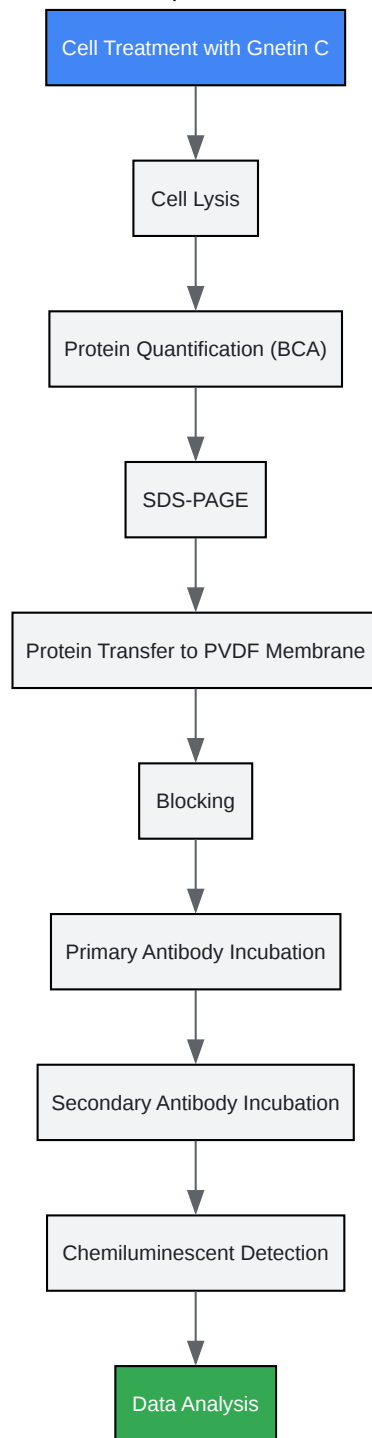 Cell Treatment with Gnetin C
Cell Lysis
Protein Quantification (BCA)
SDS-PAGE
Protein Transfer to PVDF Membrane
Blocking
Primary Antibody Incubation
Secondary Antibody Incubation
Chemiluminescent Detection
Data Analysis